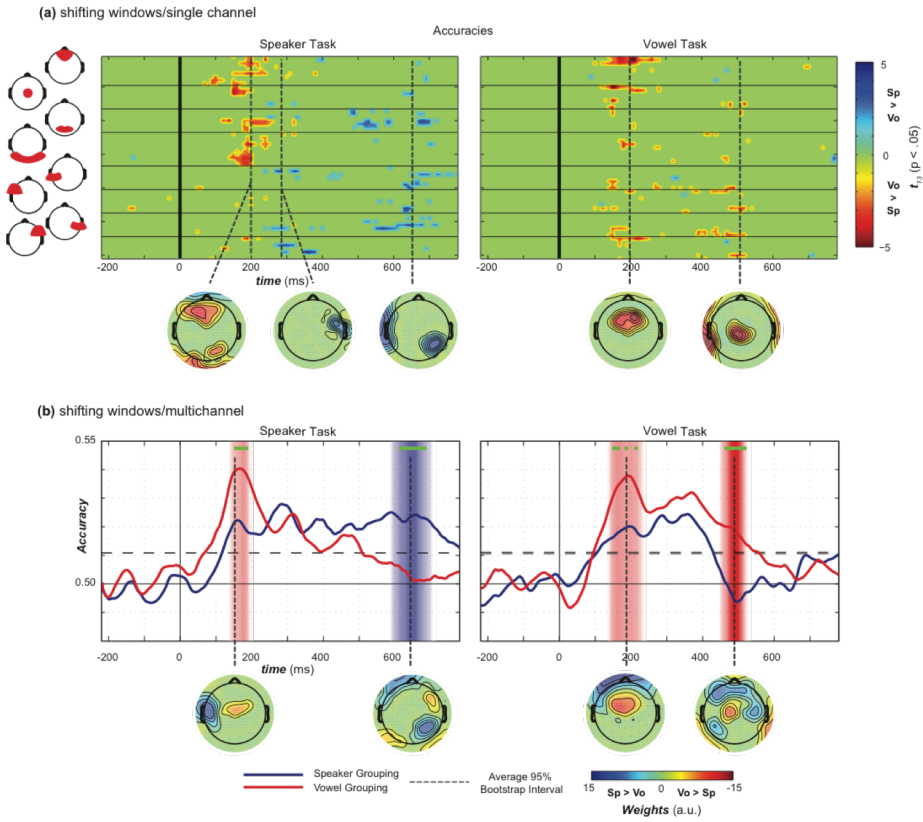 (a) shifting windows/single channel
Accuracies
Speaker Task
Vowel Task
5
Sp
>
Vo
0
Vo
>
Sp
−5
t13 (p < .05)
-200 0 200 400 600
time (ms)
-200 0 200 400 600
(b) shifting windows/multichannel
Speaker Task
Vowel Task
0.55
Accuracy
0.50
-200 0 200 400 600
time (ms)
-200 0 200 400 600
Speaker Grouping
Vowel Grouping
Average 95%
Bootstrap Interval
15 Sp > Vo 0 Vo > Sp -15
Weights (a.u.)